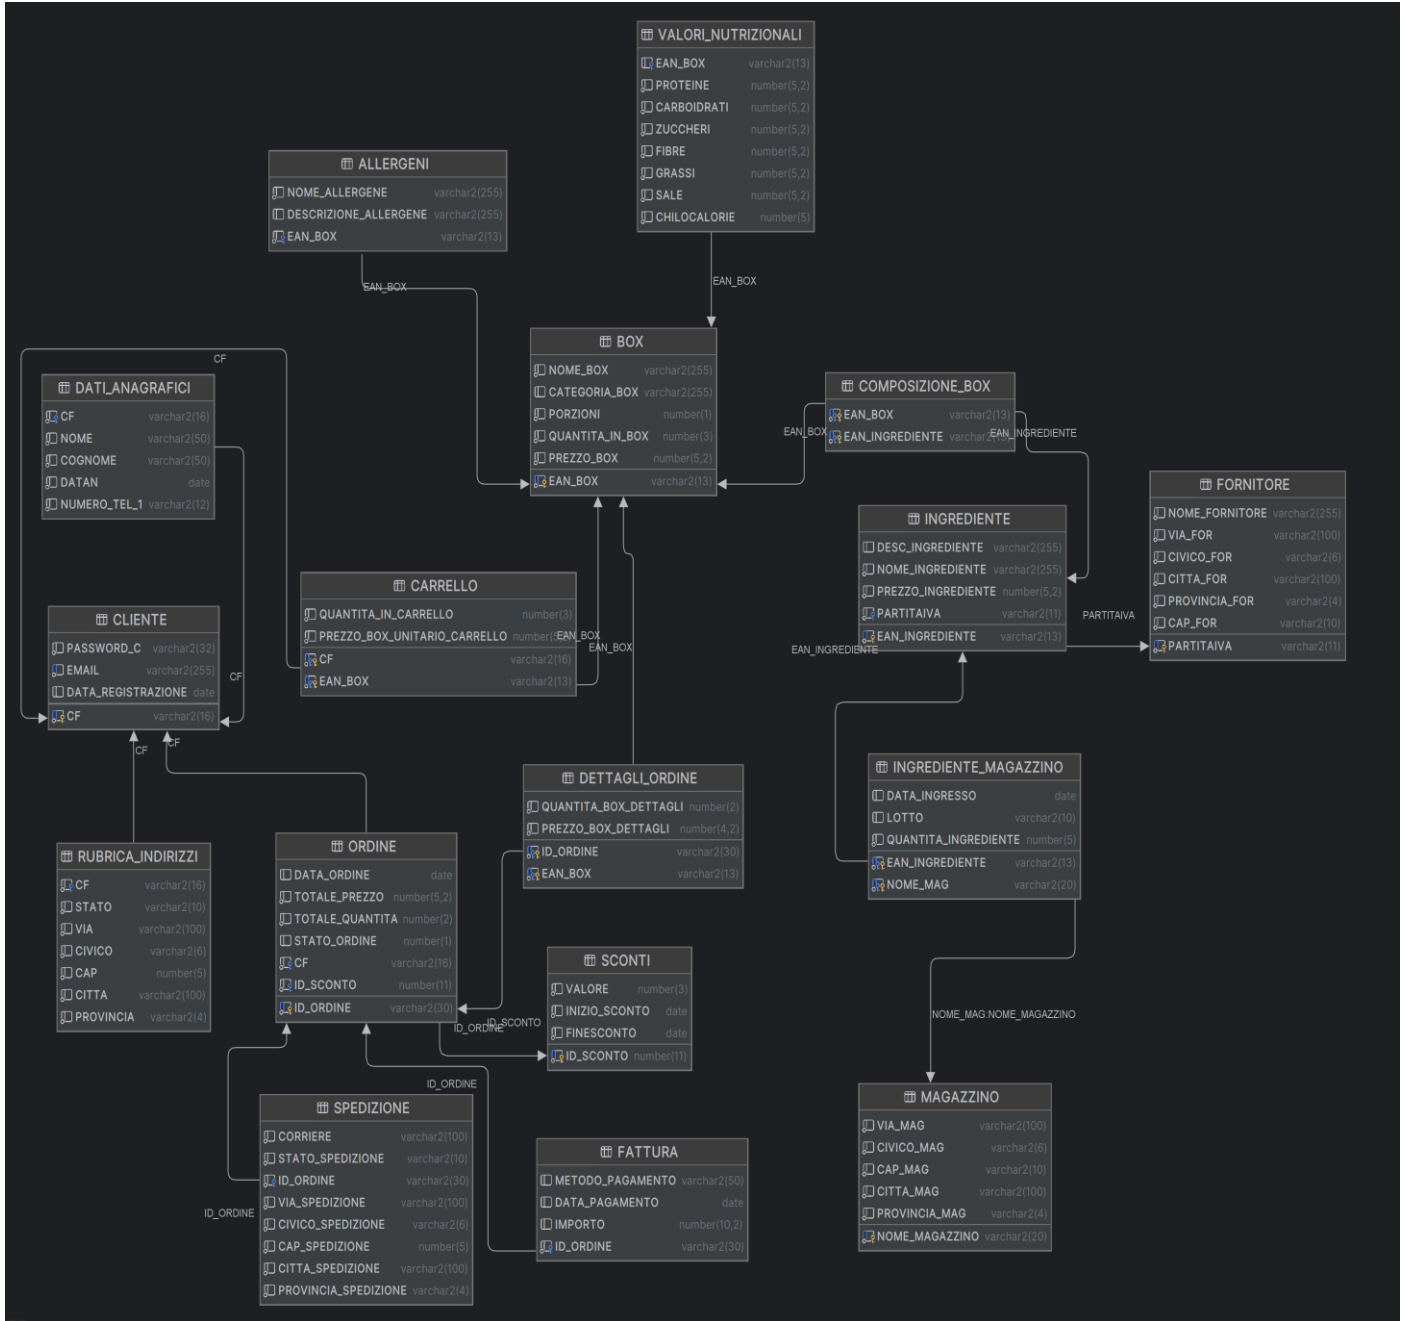 VALORI_NUTRIZIONALI
EAN_BOX varchar2(13)
PROTEINE number(5,2)
CARBOIDRATI number(5,2)
ZUCCHERI number(5,2)
FIBRE number(5,2)
GRASSI number(5,2)
SALE number(5,2)
CHILOCALORIE number(5)
EAN_BOX
ALLERGENI
NOME_ALLERGENE varchar2(255)
DESCRIZIONE_ALLERGENE varchar2(255)
EAN_BOX varchar2(13)
EAN_BOX
BOX
NOME_BOX varchar2(255)
CATEGORIA_BOX varchar2(255)
PORZIONI number(1)
QUANTITA_IN_BOX number(3)
PREZZO_BOX number(5,2)
EAN_BOX varchar2(13)
CF
DATI_ANAGRAFICI
CF varchar2(16)
NOME varchar2(50)
COGNOME varchar2(50)
DATAN date
NUMERO_TEL_1 varchar2(12)
COMPOSIZIONE_BOX
EAN_BOX varchar2(13)
EAN_INGREDIENTE
EAN_BOX
EAN_INGREDIENTE
FORNITORE
NOME_FORNITORE varchar2(255)
VIA_FOR varchar2(100)
CIVICO_FOR varchar2(6)
CITTA_FOR varchar2(100)
PROVINCIA_FOR varchar2(4)
CAP_FOR varchar2(10)
PARTITAIVA varchar2(11)
INGREDIENTE
DESC_INGREDIENTE varchar2(255)
NOME_INGREDIENTE varchar2(255)
PREZZO_INGREDIENTE number(5,2)
PARTITAIVA varchar2(11)
EAN_INGREDIENTE varchar2(13)
PARTITAIVA
EAN_INGREDIENTE
CARRELLO
QUANTITA_IN_CARRELLO number(3)
PREZZO_BOX_UNITARIO_CARRELLO
CF varchar2(16)
EAN_BOX varchar2(13)
EAN_BOX
EAN_BOX
CLIENTE
PASSWORD_C varchar2(32)
EMAIL varchar2(255)
DATA_REGISTRAZIONE date
CF varchar2(16)
CF
CF
CF
INGREDIENTE_MAGAZZINO
DATA_INGRESSO date
LOTTO varchar2(10)
QUANTITA_INGREDIENTE number(5)
EAN_INGREDIENTE varchar2(13)
NOME_MAG varchar2(20)
DETTAGLI_ORDINE
QUANTITA_BOX_DETTAGLI number(2)
PREZZO_BOX_DETTAGLI number(4,2)
ID_ORDINE varchar2(30)
EAN_BOX varchar2(13)
RUBRICA_INDIRIZZI
CF varchar2(16)
STATO varchar2(10)
VIA varchar2(100)
CIVICO varchar2(6)
CAP number(5)
CITTA varchar2(100)
PROVINCIA varchar2(4)
ORDINE
DATA_ORDINE date
TOTALE_PREZZO number(5,2)
TOTALE_QUANTITA number(2)
STATO_ORDINE number(1)
CF varchar2(16)
ID_SCONTO number(11)
ID_ORDINE varchar2(30)
SCONTI
VALORE number(3)
INIZIO_SCONTO date
FINESCONTO date
ID_SCONTO number(11)
ID_ORDINE
ID_SCONTO
NOME_MAG:NOME_MAGAZZINO
ID_ORDINE
SPEDIZIONE
CORRIERE varchar2(100)
STATO_SPEDIZIONE varchar2(10)
ID_ORDINE varchar2(30)
VIA_SPEDIZIONE varchar2(100)
CIVICO_SPEDIZIONE varchar2(6)
CAP_SPEDIZIONE number(5)
CITTA_SPEDIZIONE varchar2(100)
PROVINCIA_SPEDIZIONE varchar2(4)
ID_ORDINE
FATTURA
METODO_PAGAMENTO varchar2(50)
DATA_PAGAMENTO date
IMPORTO number(10,2)
ID_ORDINE varchar2(30)
MAGAZZINO
VIA_MAG varchar2(100)
CIVICO_MAG varchar2(6)
CAP_MAG varchar2(10)
CITTA_MAG varchar2(100)
PROVINCIA_MAG varchar2(4)
NOME_MAGAZZINO varchar2(20)